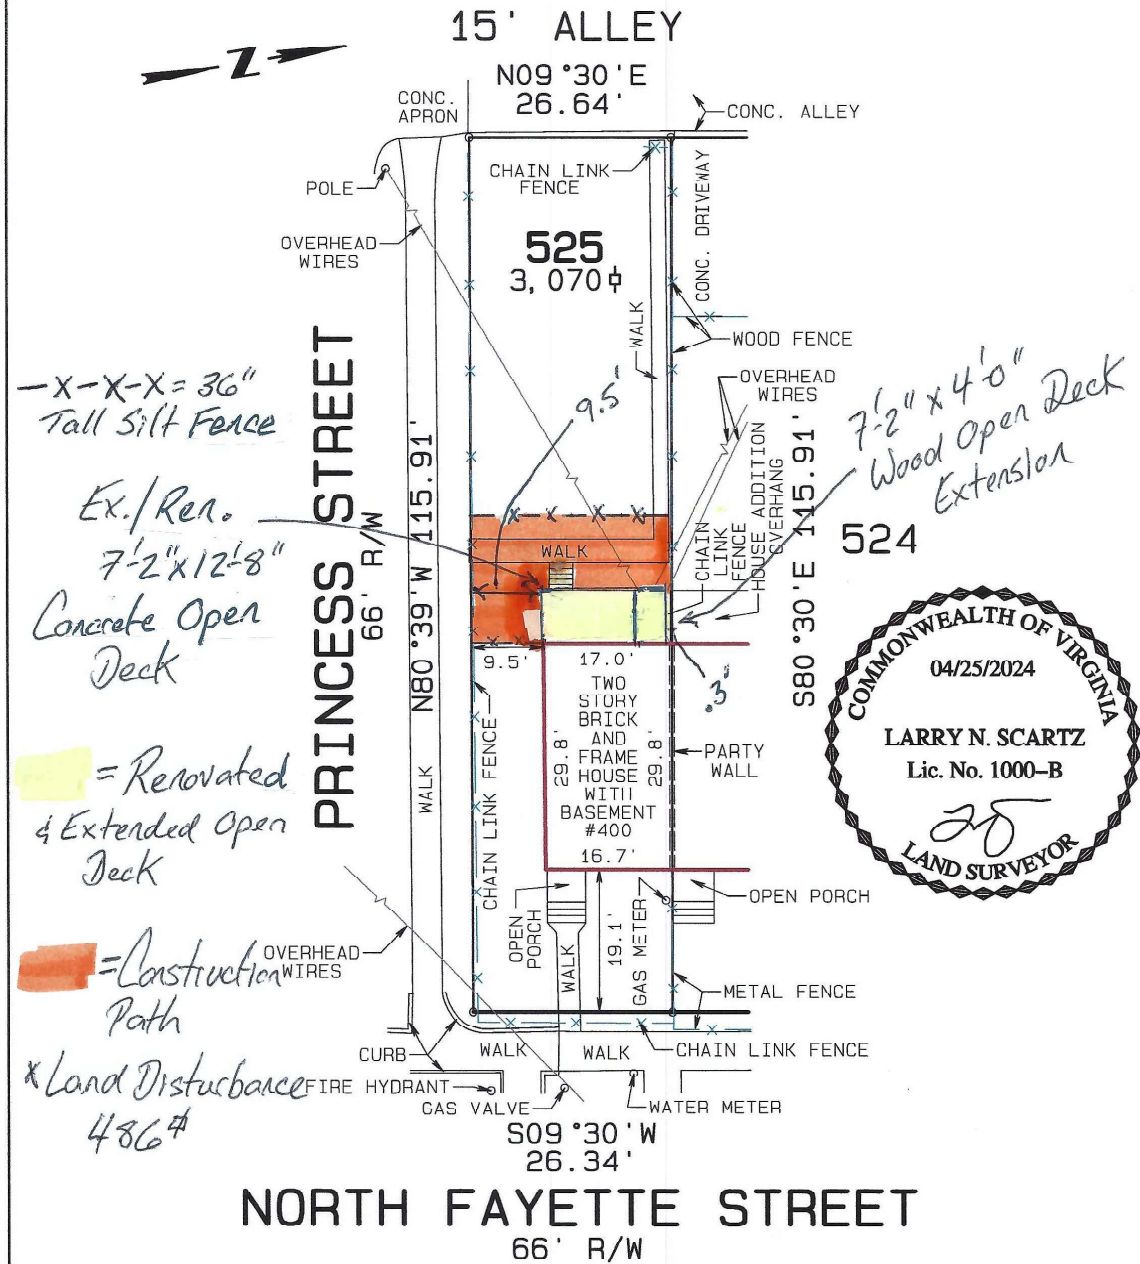 15' ALLEY
N09°30'E
26.64'
Z
CONC.
APRON
CONC. ALLEY
CHAIN LINK
FENCE
POLE
CONC. DRIVEWAY
OVERHEAD
WIRES
525
3,070
WALK
WOOD FENCE
PRINCESS STREET
66' R/W
N80°39'W 115.91'
-X-X-X = 36"
Tall Silt Fence
9.5'
OVERHEAD
WIRES
7'-2" x 4'-0"
Wood Open Deck
Extension
HOUSE ADDITION
OVERHANG
CHAIN
LINK
FENCE
S80°30'E 115.91'
524
Ex./Ren.
7'-2"x12'-8"
Concrete Open
Deck
WALK
9.5'
17.0'
.3'
TWO
STORY
BRICK
AND
FRAME
HOUSE
WITH
BASEMENT
#400
29.8'
29.8'
16.7'
PARTY
WALL
COMMONWEALTH OF VIRGINIA
04/25/2024
LARRY N. SCARTZ
Lic. No. 1000-B
LAND SURVEYOR
= Renovated
& Extended Open
Deck
WALK
CHAIN LINK FENCE
OPEN
PORCH
WALK
19.1'
GAS METER
OPEN PORCH
OVERHEAD
WIRES
= Construction
Path
METAL FENCE
CURB
WALK
WALK
CHAIN LINK FENCE
* Land Disturbance
486
FIRE HYDRANT
GAS VALVE
WATER METER
S09°30'W
26.34'
NORTH FAYETTE STREET
66' R/W